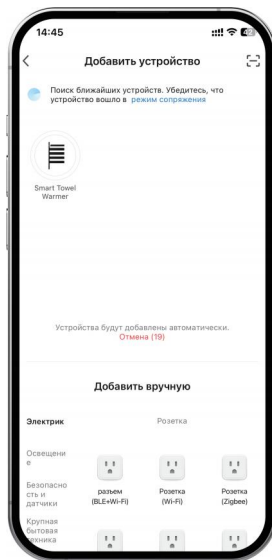 14:45
42
Добавить устройство
Поиск ближайших устройств. Убедитесь, что
устройство вошло в режим сопряжения
Smart Towel
Warmer
Устройства будут добавлены автоматически.
Отмена (19)
Добавить вручную
Электрик
Розетка
Освещени
е
Безопасно
сть и
датчики
Крупная
бытовая
техника
разъем
(BLE+Wi-Fi)
Розетка
(Wi-Fi)
Розетка
(Zigbee)